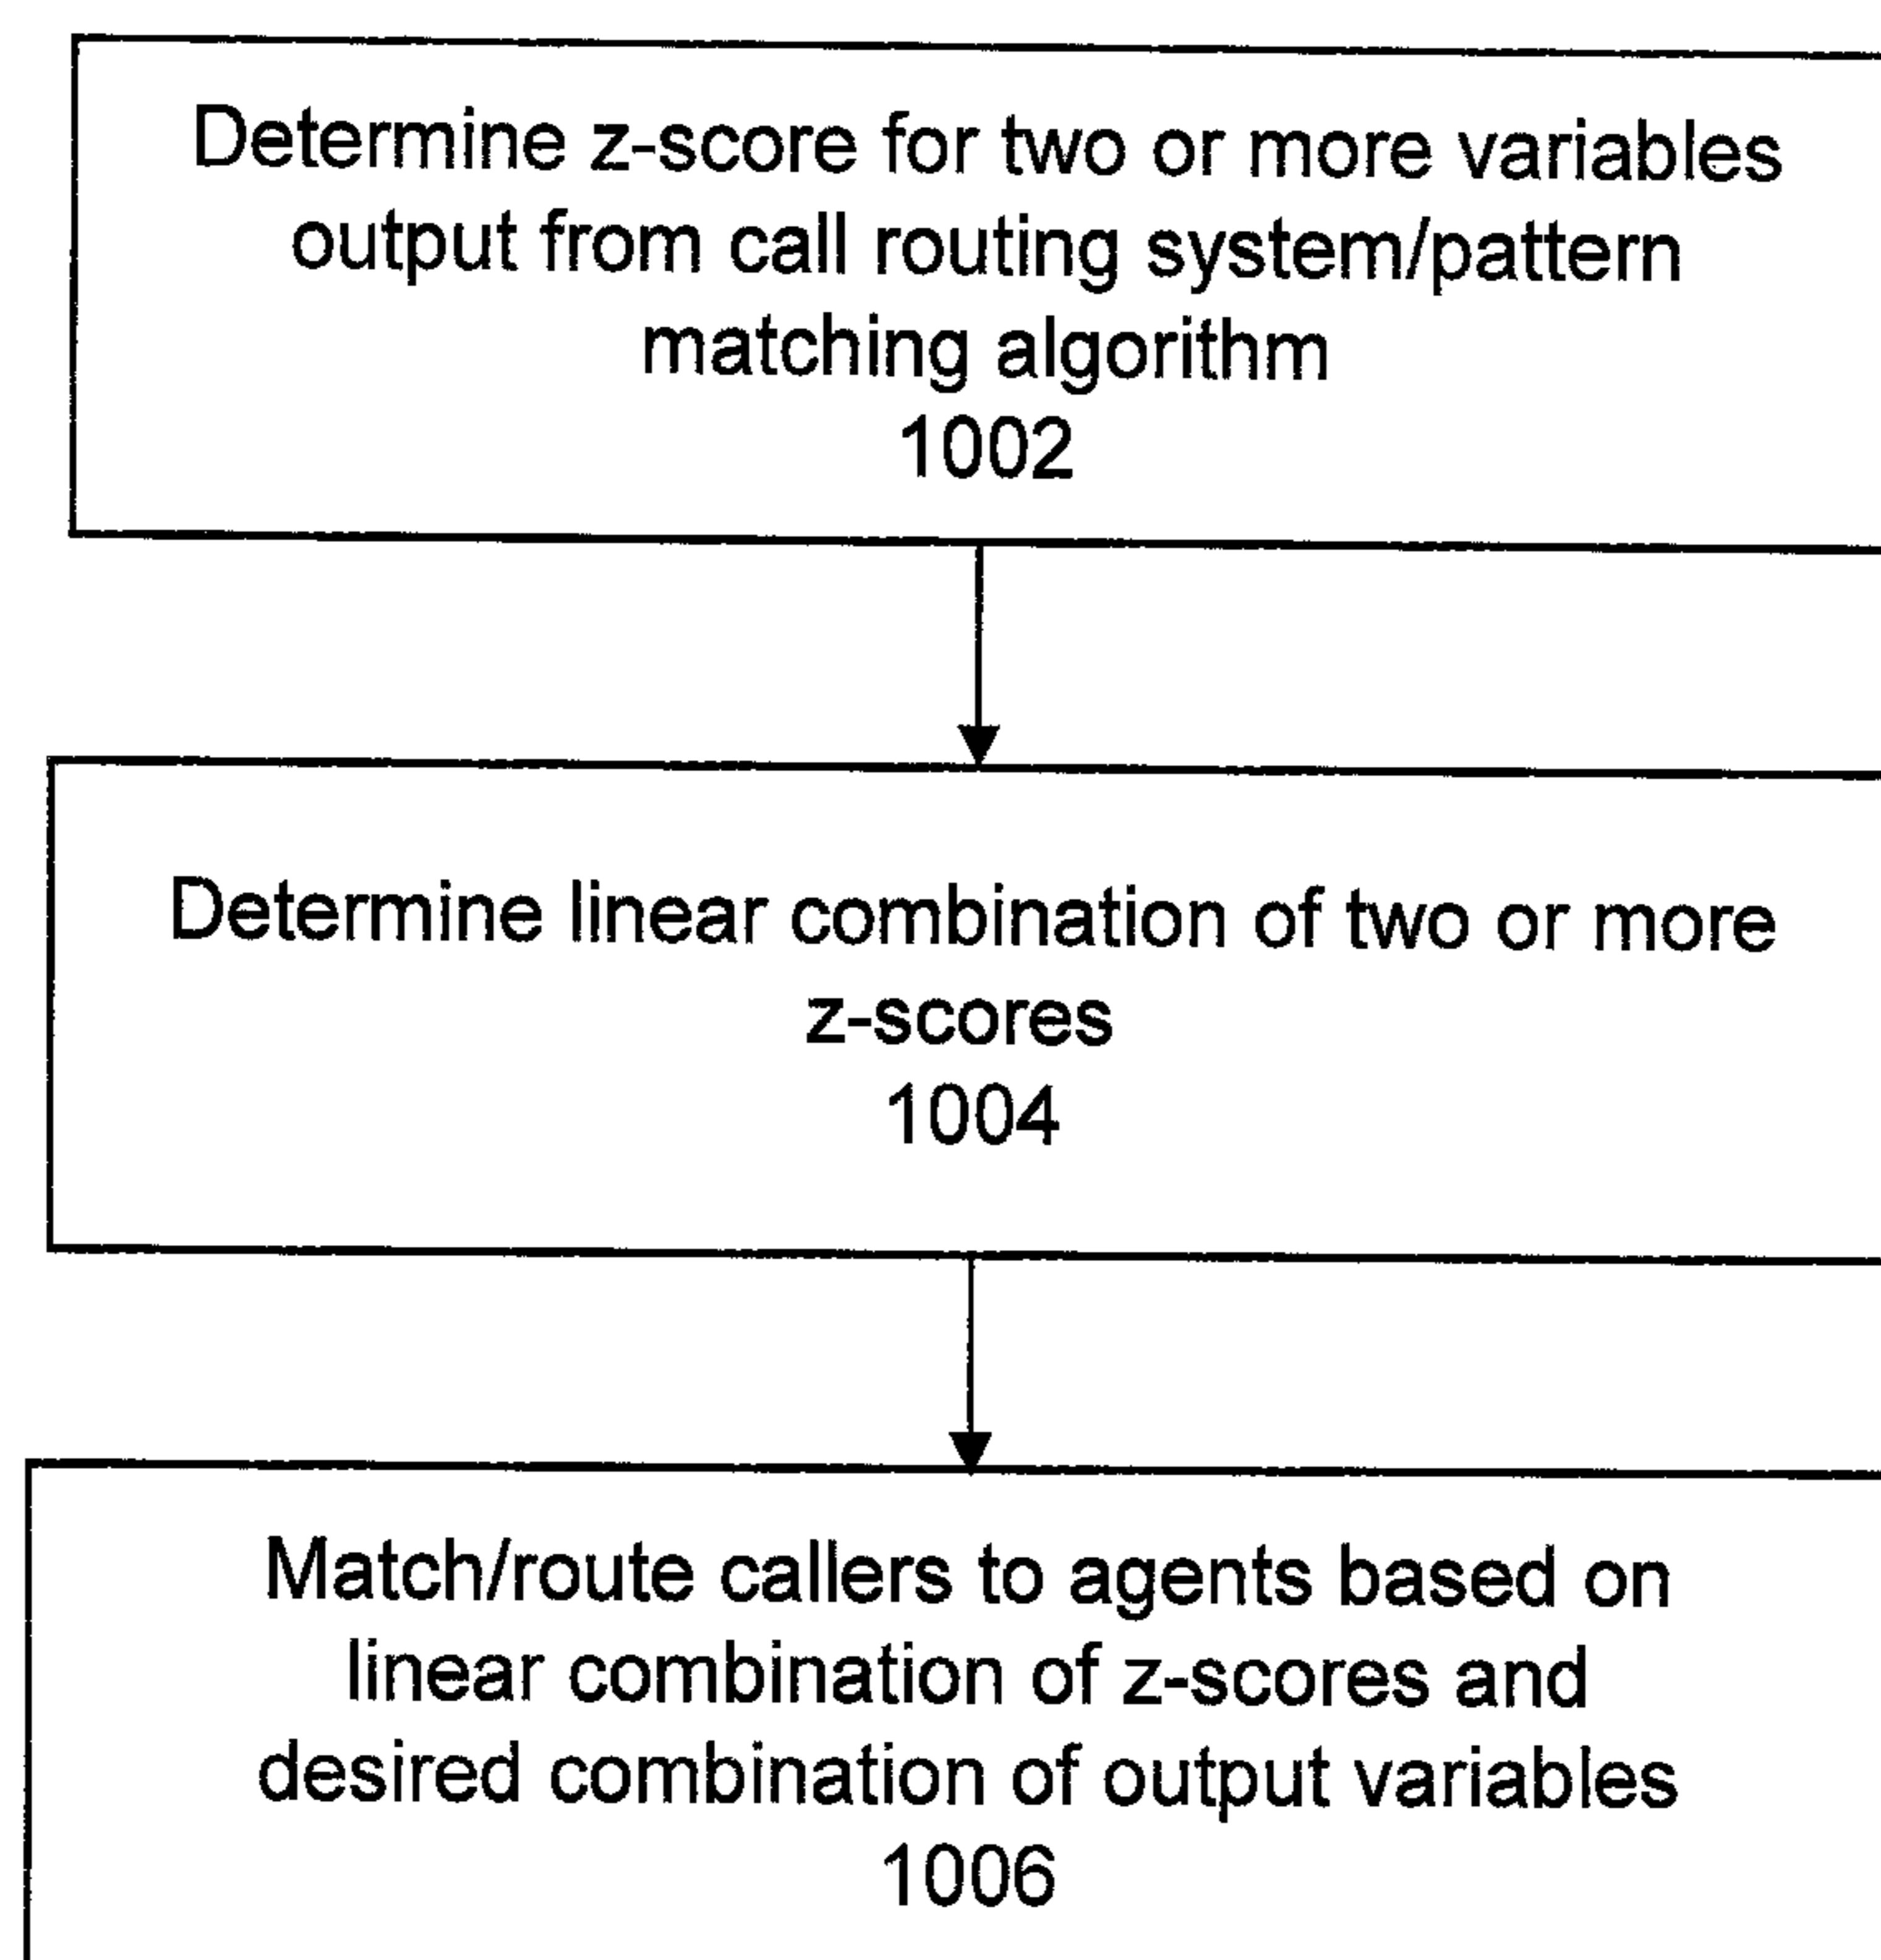 Determine z-score for two or more variables
output from call routing system/pattern
matching algorithm
1002
Determine linear combination of two or more
z-scores
1004
Match/route callers to agents based on
linear combination of z-scores and
desired combination of output variables
1006